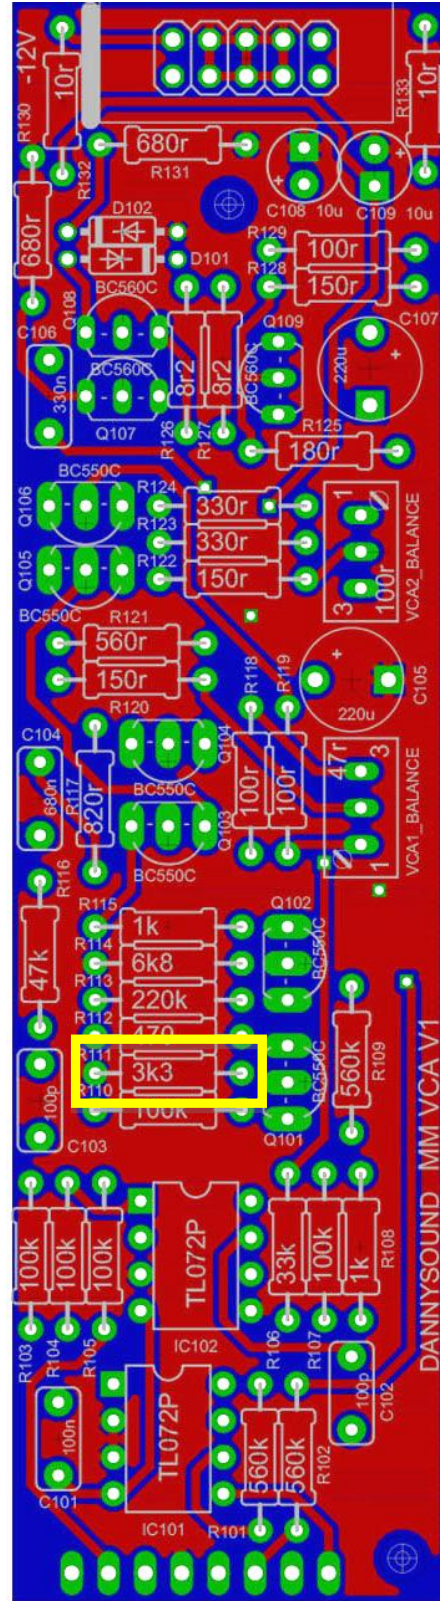 -12V
10r
10r
R130
R133
680r
R132
R131
680r
D102
C108
10u
C109
10u
R129
100r
D101
R128
150r
BC560C
Q108
Q109
C107
C106
8r2
8r2
BC560C
220u
330n
BC560C
Q107
R126
R127
R125
180r
BC550C
R124
330r
1
Q106
R123
330r
100r
VCA2_BALANCE
Q105
R122
150r
3
BC550C
R121
560r
R118
R119
150r
C105
R120
220u
C104
Q104
47r
3
680n
R117
820r
BC550C
100r
100r
VCA1_BALANCE
Q103
R116
BC550C
1
R115
1k
Q102
R114
6k8
BC550C
47k
R113
220k
R112
470
R111
3k3
BC550C
560k
R109
R110
100k
100p
C103
Q101
100k
100k
100k
TL072P
33k
100k
1k
R108
DANNYSOUND MM VCA V1
IC102
R103
R104
R105
R106
R107
100p
C102
100n
TL072P
560k
560k
R102
C101
IC101
R101